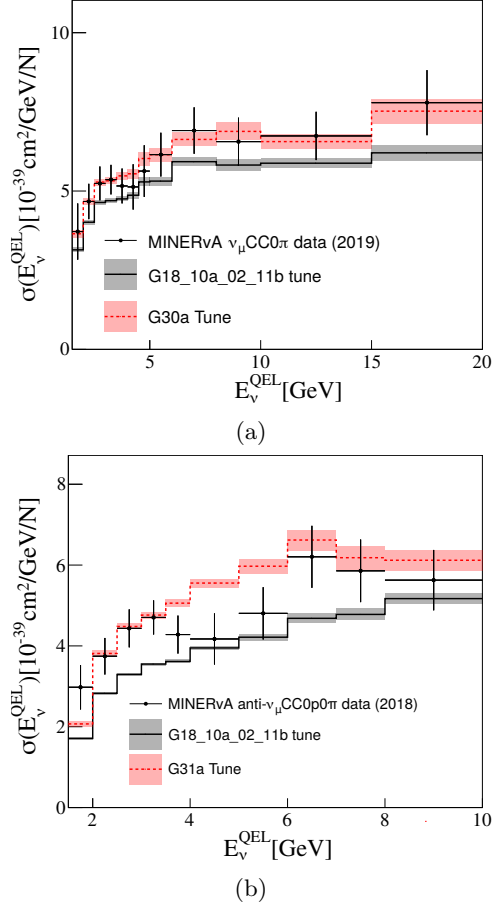 10
5
0
σ(E_ν^QEL)[10^-39cm²/GeV/N]
MINERvA ν_μCC0π data (2019)
G18_10a_02_11b tune
G30a Tune
5 10 15 20
E_ν^QEL[GeV]
(a)
8
6
4
2
0
σ(E_ν^QEL)[10^-39cm²/GeV/N]
MINERvA anti-ν_μCC0p0π data (2018)
G18_10a_02_11b tune
G31a Tune
2 4 6 8 10
E_ν^QEL[GeV]
(b)